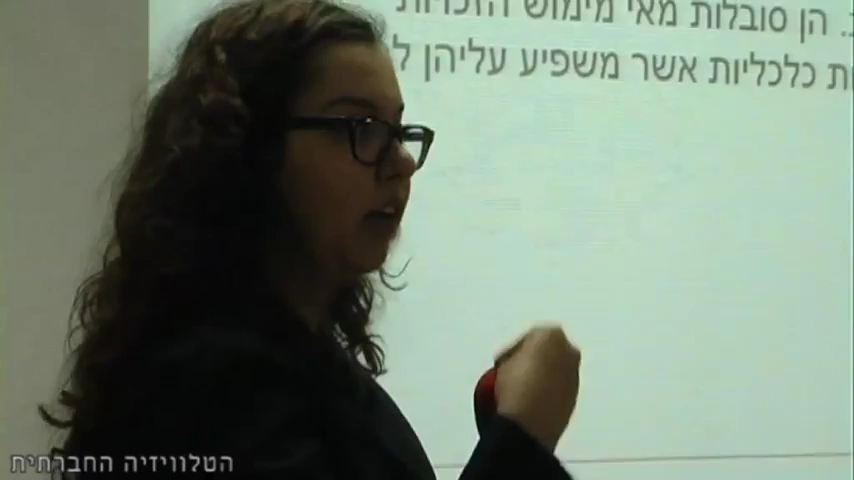 הן סובלות מאי מימוש הזכויות
כלכליות אשר משפיע עליהן
הטלוויזיה החברתית